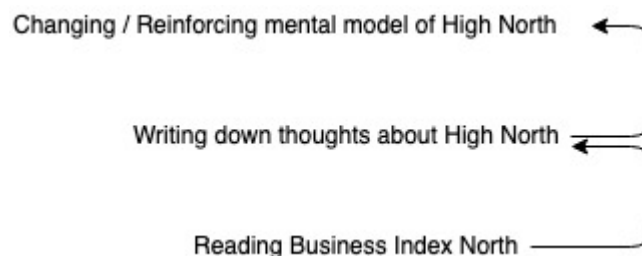 Changing / Reinforcing mental model of High North
Writing down thoughts about High North
Reading Business Index North